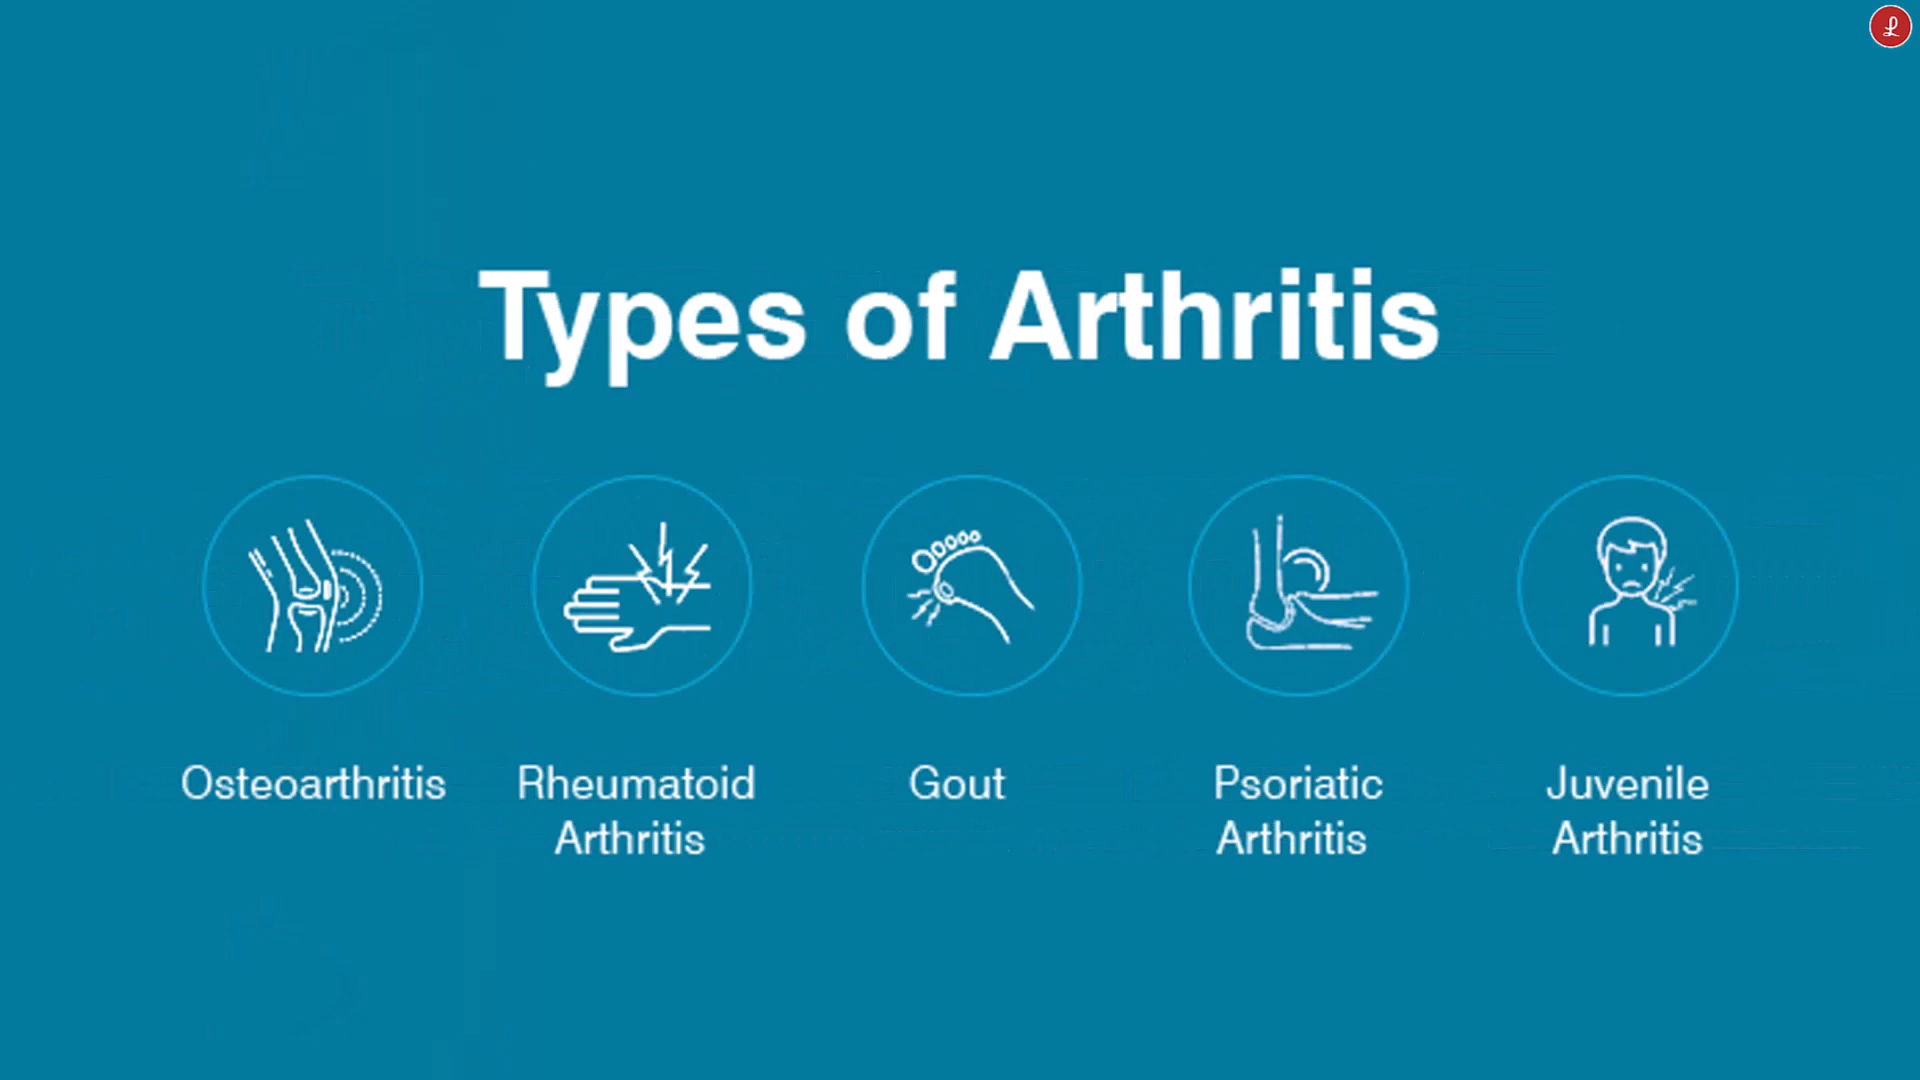 Types of Arthritis
Osteoarthritis
Rheumatoid
Arthritis
Gout
Psoriatic
Arthritis
Juvenile
Arthritis